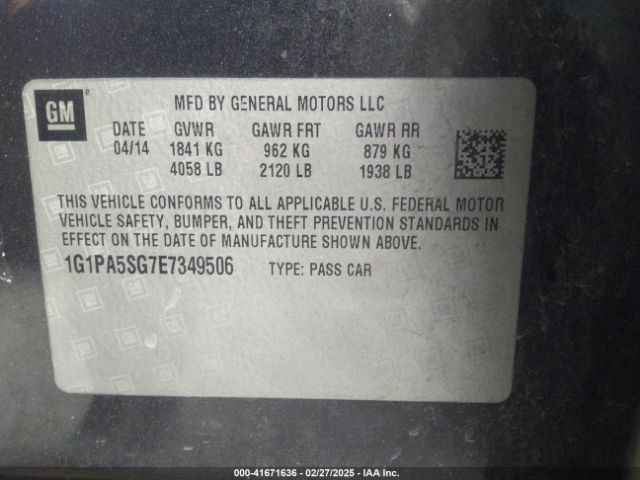 GM
MFD BY GENERAL MOTORS LLC
DATE GVWR GAWR FRT GAWR RR
04/14 1841 KG 962 KG 879 KG
4058 LB 2120 LB 1938 LB
THIS VEHICLE CONFORMS TO ALL APPLICABLE U.S. FEDERAL MOTOR
VEHICLE SAFETY, BUMPER, AND THEFT PREVENTION STANDARDS IN
EFFECT ON THE DATE OF MANUFACTURE SHOWN ABOVE.
1G1PA5SG7E7349506 TYPE: PASS CAR
000-41671636 - 02/27/2025 - IAA Inc.